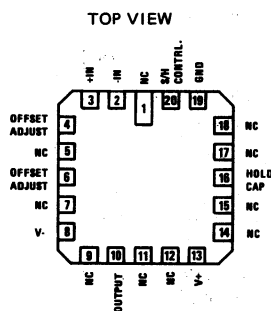 TOP VIEW
+IN
-IN
NC
S/H CONTRL.
GND
3
2
1
20
19
OFFSET ADJUST
4
18
NC
NC
5
17
NC
OFFSET ADJUST
6
16
HOLD CAP
NC
7
15
NC
V-
8
14
NC
9
10
11
12
13
NC
OUTPUT
NC
NC
V+